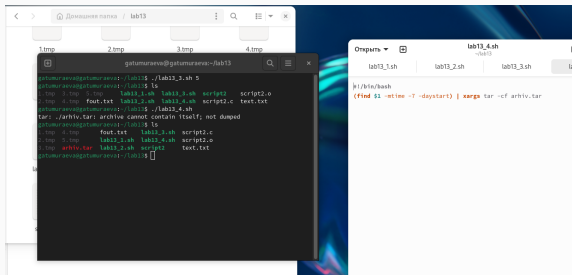 Домашняя папка / lab13
1.tmp 2.tmp 3.tmp 4.tmp
gatumuraeva@gatumuraeva:~/lab13
gatumuraeva@gatumuraeva:~/lab13$ ./lab13_3.sh 5
gatumuraeva@gatumuraeva:~/lab13$ ls
1.tmp 3.tmp 5.tmp lab13_1.sh lab13_3.sh script2 script2.o
2.tmp 4.tmp fout.txt lab13_2.sh lab13_4.sh script2.c text.txt
gatumuraeva@gatumuraeva:~/lab13$ ./lab13_4.sh
tar: ./arhiv.tar: archive cannot contain itself; not dumped
gatumuraeva@gatumuraeva:~/lab13$ ls
1.tmp 4.tmp fout.txt lab13_3.sh script2.c
2.tmp 5.tmp lab13_1.sh lab13_4.sh script2.o
3.tmp arhiv.tar lab13_2.sh script2 text.txt
gatumuraeva@gatumuraeva:~/lab13$
Открыть
lab13_4.sh
~/lab13
lab13_1.sh lab13_2.sh lab13_3.sh
#!/bin/bash
(find $1 -mtime -7 -daystart) | xargs tar -cf arhiv.tar